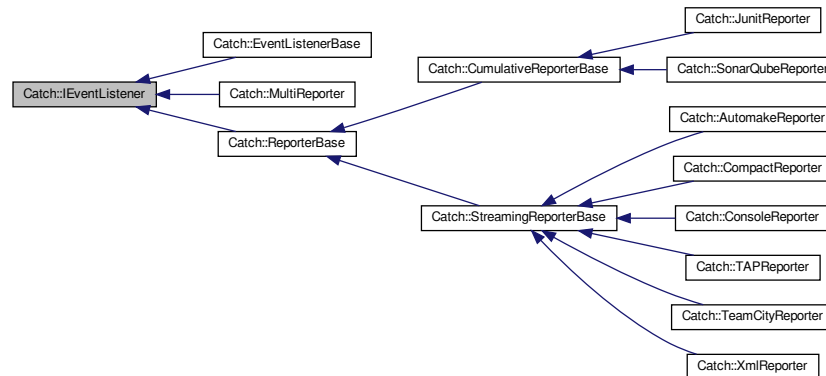 Catch::JunitReporter
Catch::EventListenerBase
Catch::CumulativeReporterBase
Catch::SonarQubeReporter
Catch::IEventListener
Catch::MultiReporter
Catch::AutomakeReporter
Catch::ReporterBase
Catch::CompactReporter
Catch::StreamingReporterBase
Catch::ConsoleReporter
Catch::TAPReporter
Catch::TeamCityReporter
Catch::XmlReporter